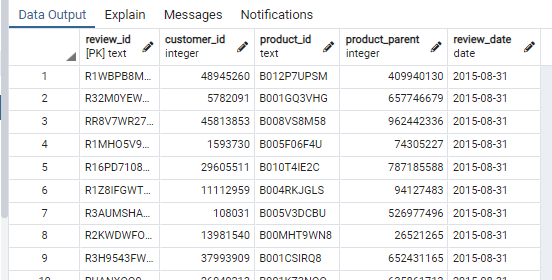 Data Output Explain Messages Notifications
review_id customer_id product_id product_parent review_date
[PK] text integer text integer date
1 R1WBPB8M... 48945260 B012P7UPSM 409940130 2015-08-31
2 R32M0YEW... 5782091 B001GQ3VHG 657746679 2015-08-31
3 RR8V7WR27... 45813853 B008VS8M58 962442336 2015-08-31
4 R1MHO5V9... 1593730 B005F06F4U 74305227 2015-08-31
5 R16PD7108... 29605511 B010T4IE2C 787185588 2015-08-31
6 R1Z8IFGWT... 11112959 B004RKJGLS 94127483 2015-08-31
7 R3AUMSHA... 108031 B005V3DCBU 526977496 2015-08-31
8 R2KWDWFO... 13981540 B00MHT9WN8 26521265 2015-08-31
9 R3H9543FW... 37993909 B001CSIRQ8 652431165 2015-08-31